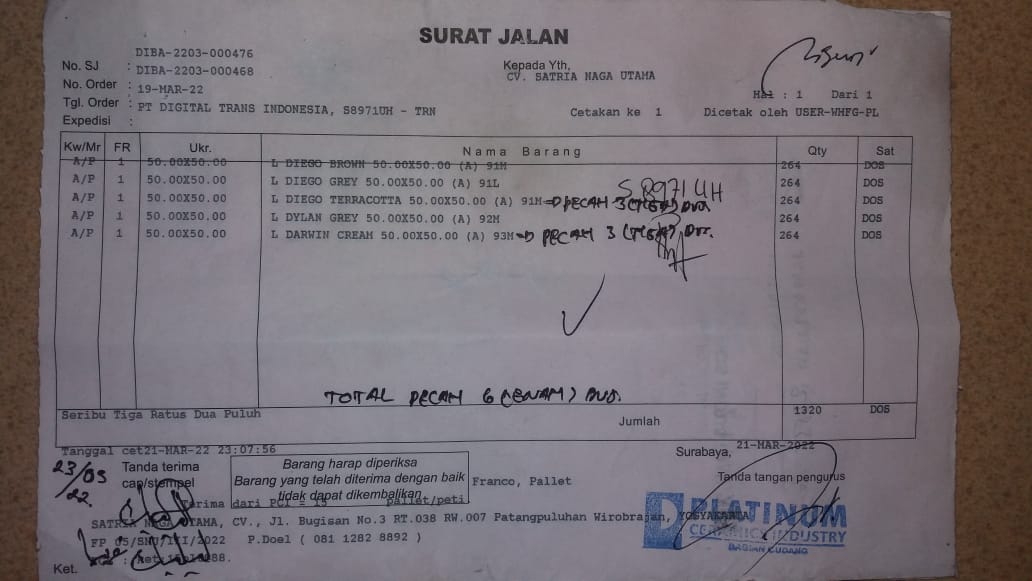 SURAT JALAN
DIBA-2203-000476
No. SJ : DIBA-2203-000468
No. Order : 19-MAR-22
Tgl. Order : PT DIGITAL TRANS INDONESIA, S8971UH - TRN
Expedisi :
Kepada Yth,
CV. SATRIA NAGA UTAMA
Hal : 1 Dari 1
Cetakan ke 1 Dicetak oleh USER-WHFG-PL
Kw/Mr FR Ukr. Nama Barang Qty Sat
A/P 1 50.00X50.00 L DIEGO BROWN 50.00X50.00 (A) 91M 264 DOS
A/P 1 50.00X50.00 L DIEGO GREY 50.00X50.00 (A) 91L 264 DOS
S 8971 UH
A/P 1 50.00X50.00 L DIEGO TERRACOTTA 50.00X50.00 (A) 91M PECAH 3 (TIGA) DUS 264 DOS
A/P 1 50.00X50.00 L DYLAN GREY 50.00X50.00 (A) 92M 264 DOS
A/P 1 50.00X50.00 L DARWIN CREAM 50.00X50.00 (A) 93M PECAH 3 (TIGA) DUS. 264 DOS
TOTAL PECAH 6 (ENAM) DUS.
Seribu Tiga Ratus Dua Puluh Jumlah 1320 DOS
Tanggal cet21-MAR-22 23:07:56
Surabaya, 21-MAR-2022
23/03/22
Tanda terima
cap/stempel
Barang harap diperiksa
Barang yang telah diterima dengan baik
tidak dapat dikembalikan
Franco, Pallet
Tanda tangan pengurus
Terima dari PCI = 15 pallet/peti
SATRIA NAGA UTAMA, CV., Jl. Bugisan No.3 RT.038 RW.007 Patangpuluhan Wirobrajan, YOGYAKARTA
FP 05/SNU/III/2022 P.Doel ( 081 1282 8892 )
Ket. :
PLATINUM
CERAMICS INDUSTRY
BAGIAN GUDANG